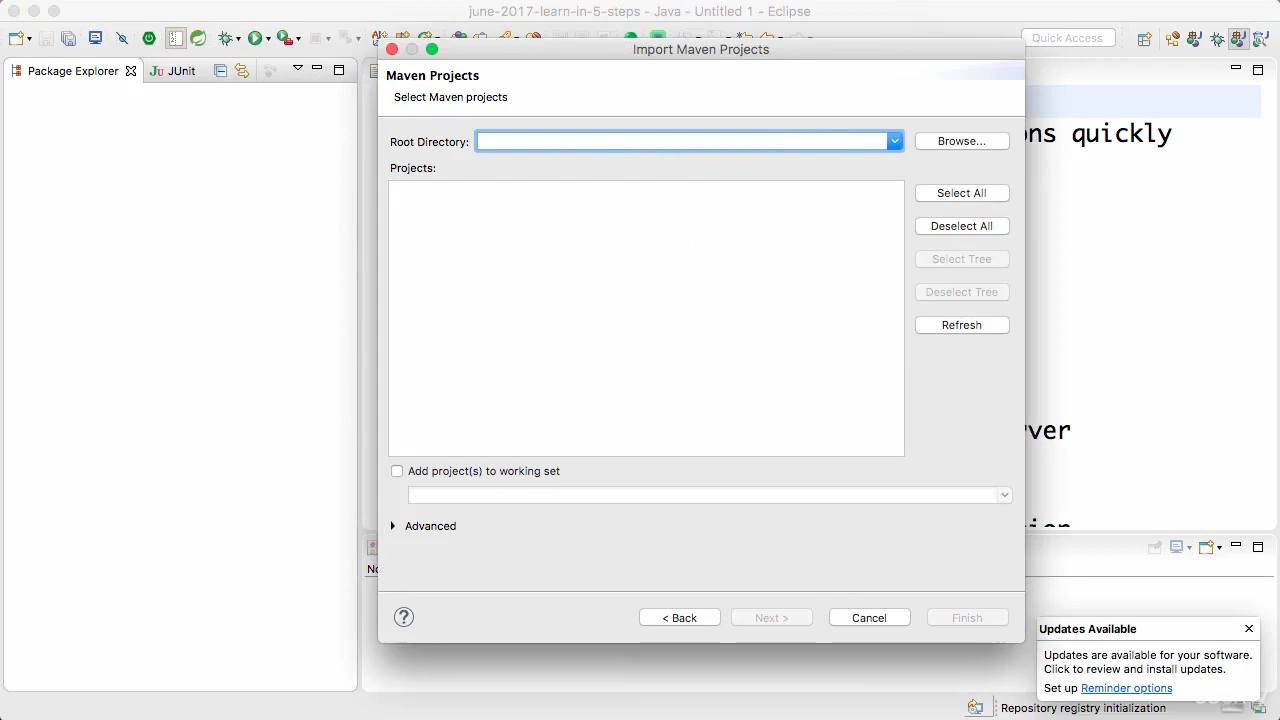 june-2017-learn-in-5-steps - Java - Untitled 1 - Eclipse
Quick Access
Package Explorer
JUnit
Import Maven Projects
Maven Projects
Select Maven projects
Root Directory:
Browse...
Projects:
Select All
Deselect All
Select Tree
Deselect Tree
Refresh
Add project(s) to working set
Advanced
< Back
Next >
Cancel
Finish
ns quickly
rver
sion
No
Updates Available
Updates are available for your software.
Click to review and install updates.
Set up Reminder options
Repository registry initialization